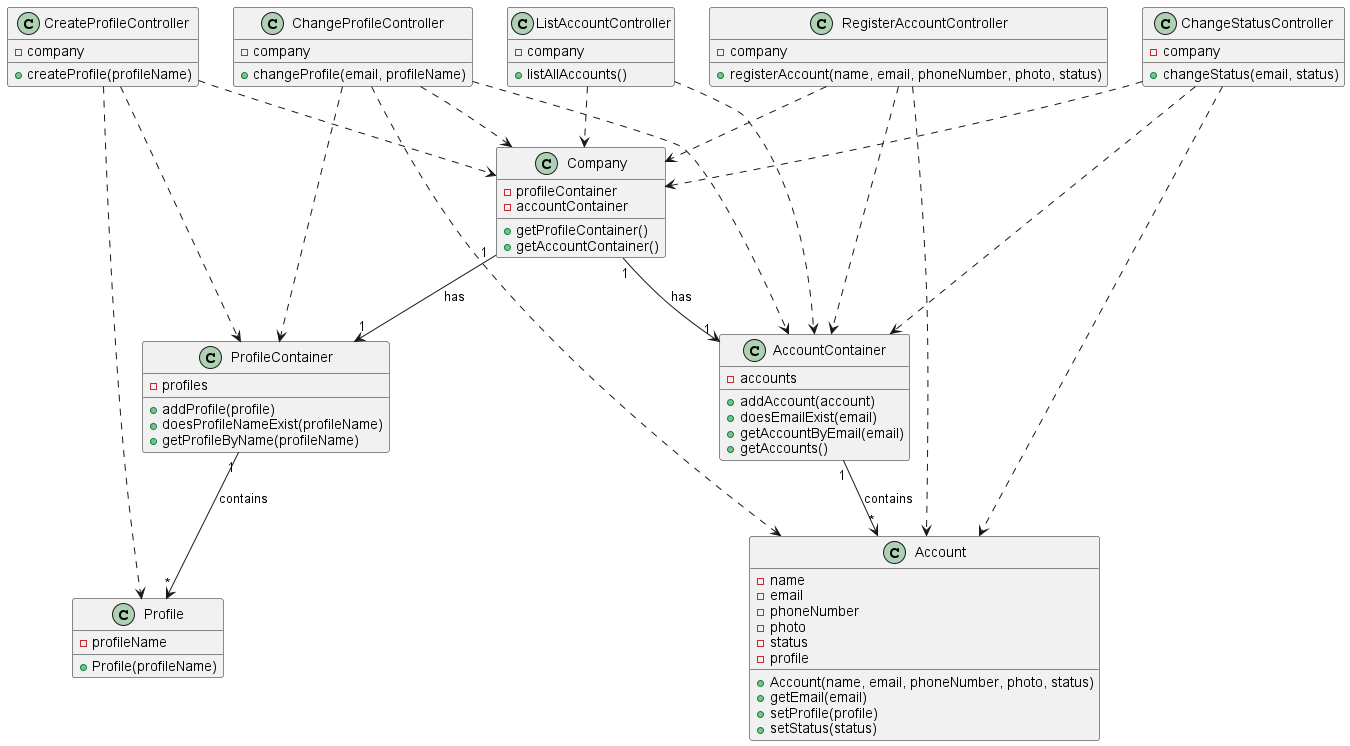 C CreateProfileController
company
createProfile(profileName)
C ChangeProfileController
company
changeProfile(email, profileName)
C ListAccountController
company
listAllAccounts()
C RegisterAccountController
company
registerAccount(name, email, phoneNumber, photo, status)
C ChangeStatusController
company
changeStatus(email, status)
C Company
profileContainer
accountContainer
getProfileContainer()
getAccountContainer()
1
has
1
1
has
1
C ProfileContainer
profiles
addProfile(profile)
doesProfileNameExist(profileName)
getProfileByName(profileName)
C AccountContainer
accounts
addAccount(account)
doesEmailExist(email)
getAccountByEmail(email)
getAccounts()
1
contains
*
1
contains
*
C Profile
profileName
Profile(profileName)
C Account
name
email
phoneNumber
photo
status
profile
Account(name, email, phoneNumber, photo, status)
getEmail(email)
setProfile(profile)
setStatus(status)